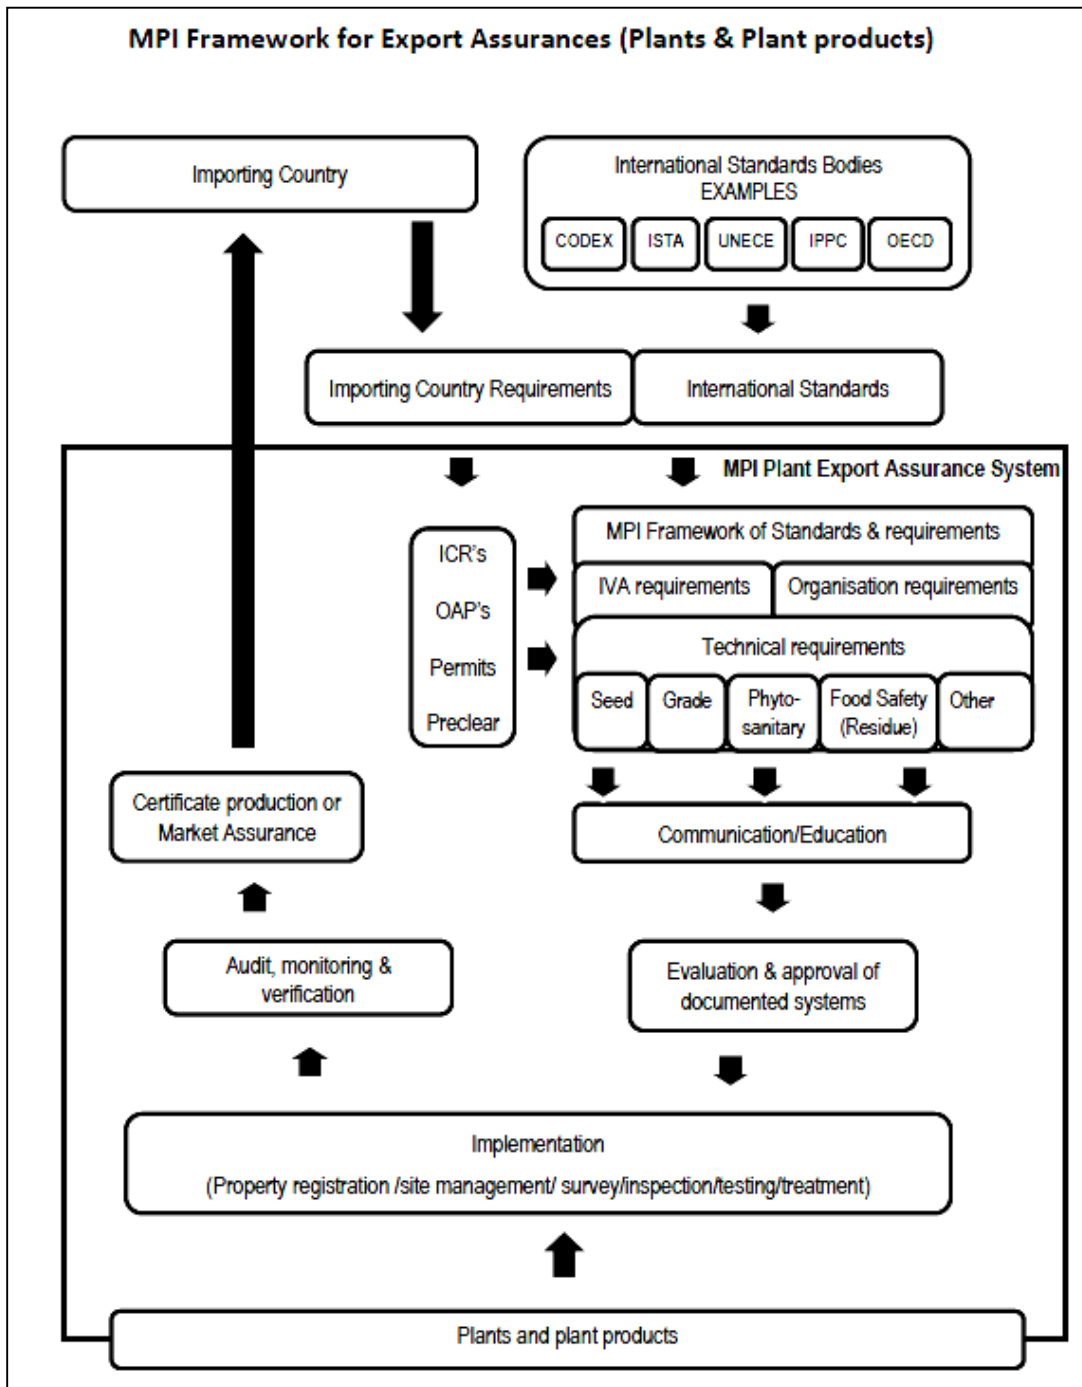 MPI Framework for Export Assurances (Plants & Plant products)
Importing Country
International Standards Bodies
EXAMPLES
CODEX
ISTA
UNECE
IPPC
OECD
Importing Country Requirements
International Standards
MPI Plant Export Assurance System
ICR's
OAP's
Permits
Preclear
MPI Framework of Standards & requirements
IVA requirements
Organisation requirements
Technical requirements
Seed
Grade
Phyto-
sanitary
Food Safety
(Residue)
Other
Certificate production or
Market Assurance
Communication/Education
Audit, monitoring &
verification
Evaluation & approval of
documented systems
Implementation
(Property registration /site management/ survey/inspection/testing/treatment)
Plants and plant products